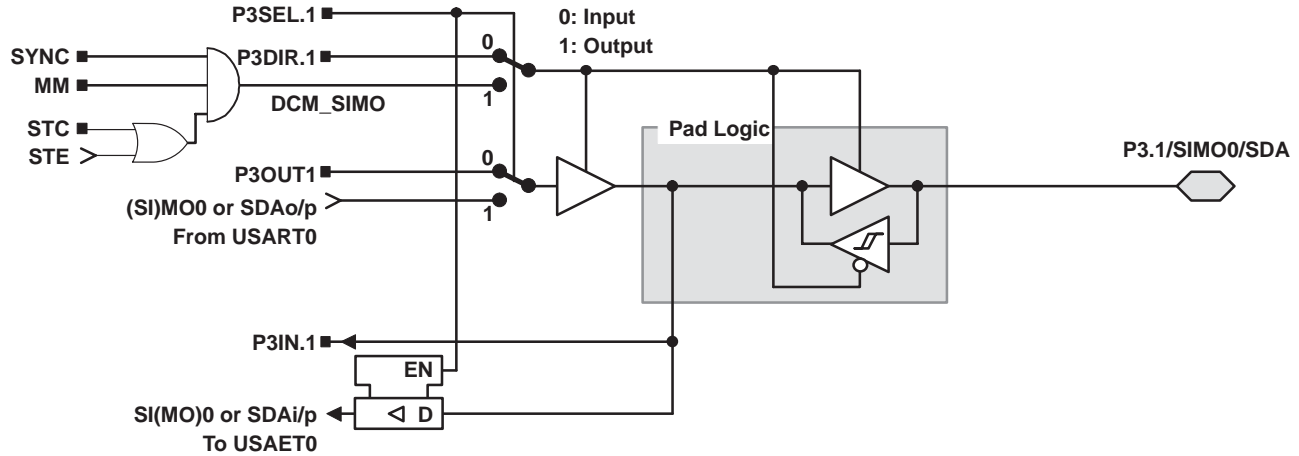 P3SEL.1
0: Input
1: Output
SYNC
P3DIR.1
0
MM
1
DCM_SIMO
STC
STE
Pad Logic
P3.1/SIMO0/SDA
P3OUT1
0
(SI)MO0 or SDAo/p
From USART0
1
P3IN.1
EN
SI(MO)0 or SDAi/p
To USAET0
D